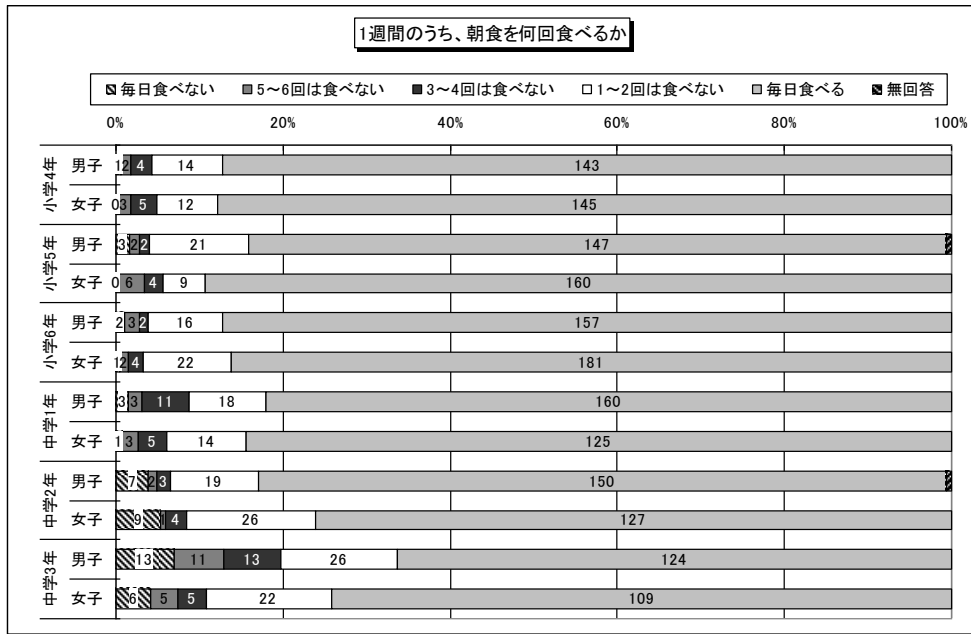 1週間のうち、朝食を何回食べるか
毎日食べない 5～6回は食べない 3～4回は食べない 1～2回は食べない 毎日食べる 無回答
0% 20% 40% 60% 80% 100%
小学4年
男子 1 2 4 14 143
女子 0 3 5 12 145
小学5年
男子 3 2 2 21 147
女子 0 6 4 9 160
小学6年
男子 2 3 2 16 157
女子 1 2 4 22 181
中学1年
男子 3 3 11 18 160
女子 1 3 5 14 125
中学2年
男子 7 2 3 19 150
女子 9 1 4 26 127
中学3年
男子 13 11 13 26 124
女子 6 5 5 22 109